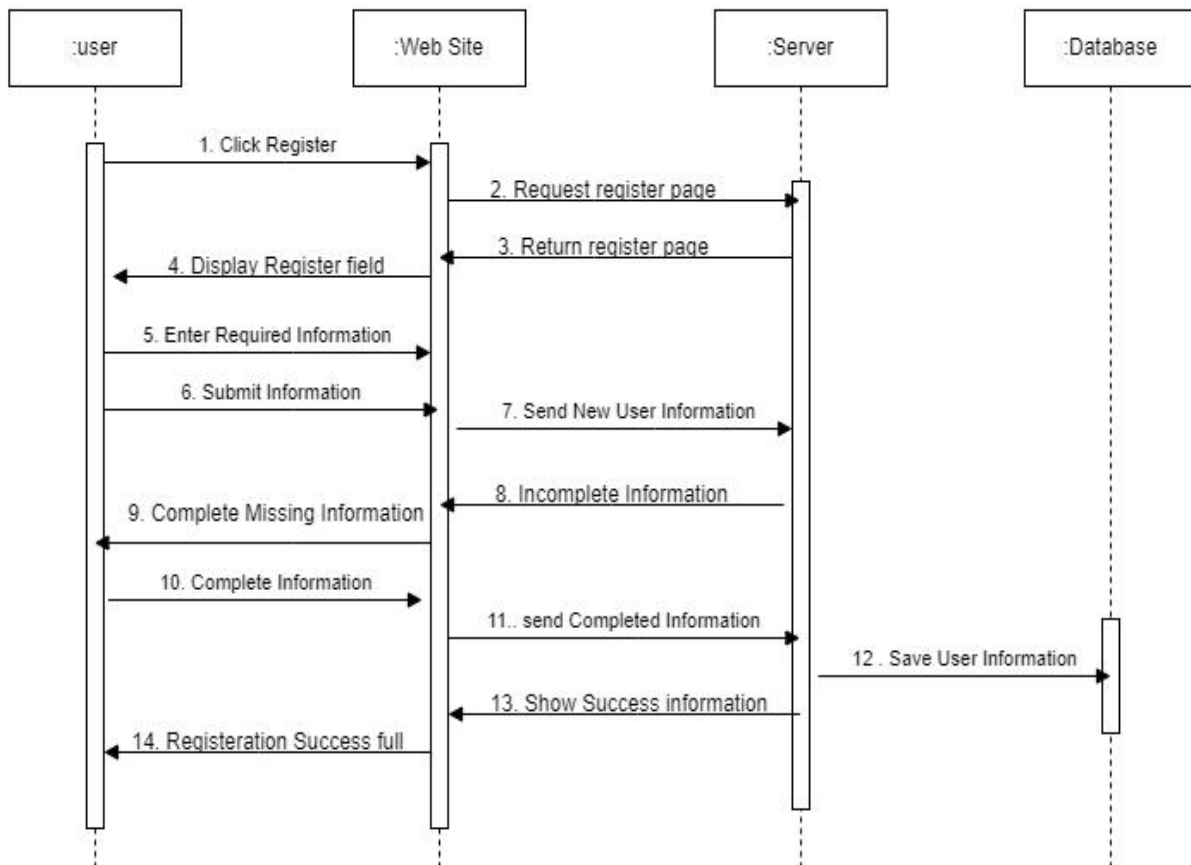 :user
:Web Site
:Server
:Database
1. Click Register
2. Request register page
3. Return register page
4. Display Register field
5. Enter Required Information
6. Submit Information
7. Send New User Information
8. Incomplete Information
9. Complete Missing Information
10. Complete Information
11.. send Completed Information
12 . Save User Information
13. Show Success information
14. Registeration Success full